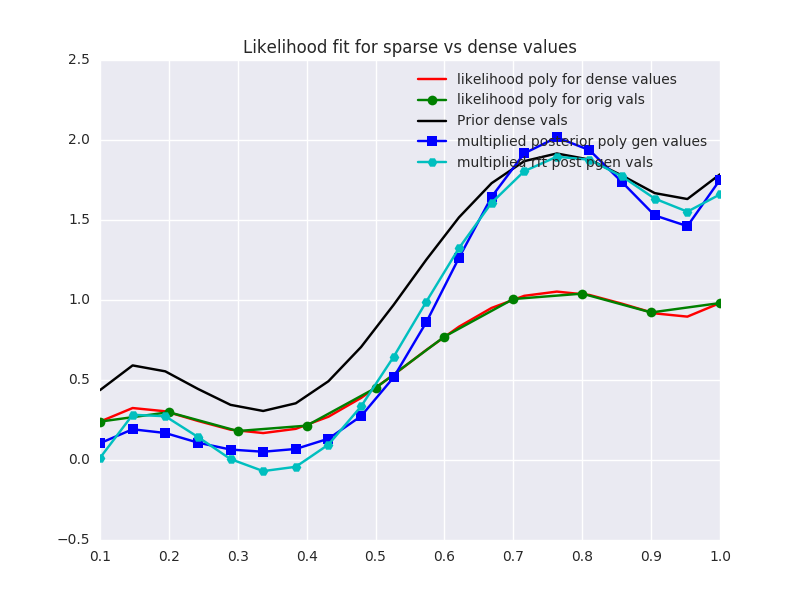 Likelihood fit for sparse vs dense values
2.5
2.0
1.5
1.0
0.5
0.0
−0.5
likelihood poly for dense values
likelihood poly for orig vals
Prior dense vals
multiplied posterior poly gen values
multiplied fit post pgen vals
0.1 0.2 0.3 0.4 0.5 0.6 0.7 0.8 0.9 1.0